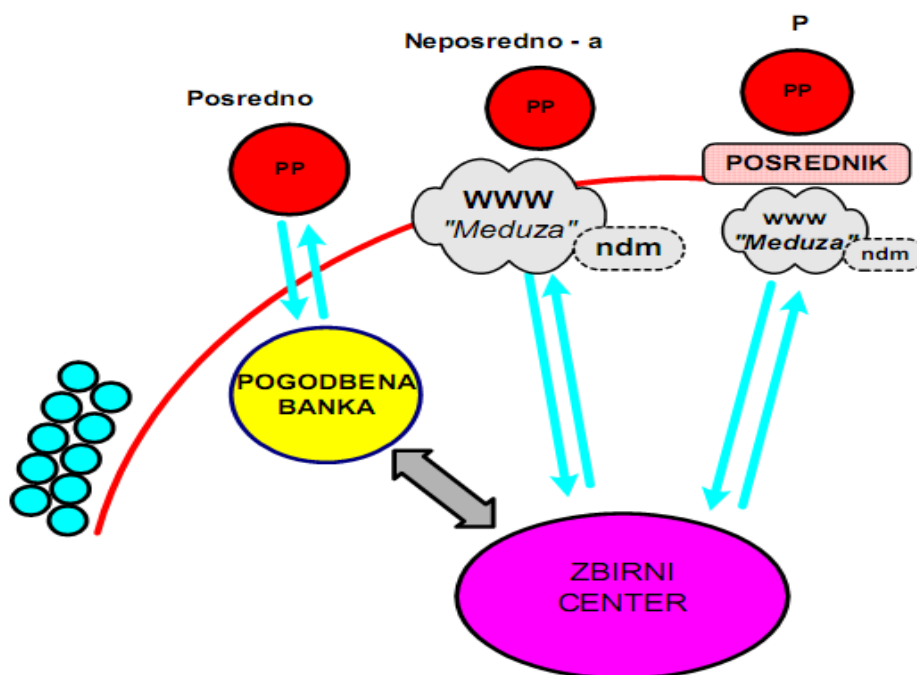 P
Neposredno - a
Posredno
PP
PP
PP
POSREDNIK
WWW
"Meduza"
ndm
WWW
"Meduza"
ndm
POGODBENA
BANKA
ZBIRNI
CENTER